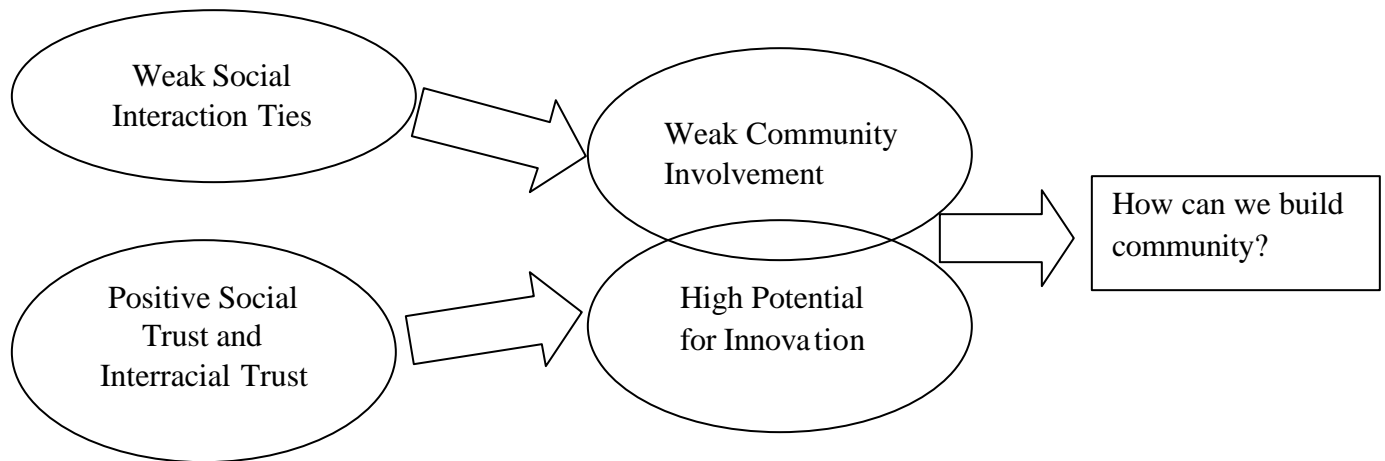 Weak Social
Interaction Ties
Weak Community
Involvement
How can we build
community?
Positive Social
Trust and
Interracial Trust
High Potential
for Innovation